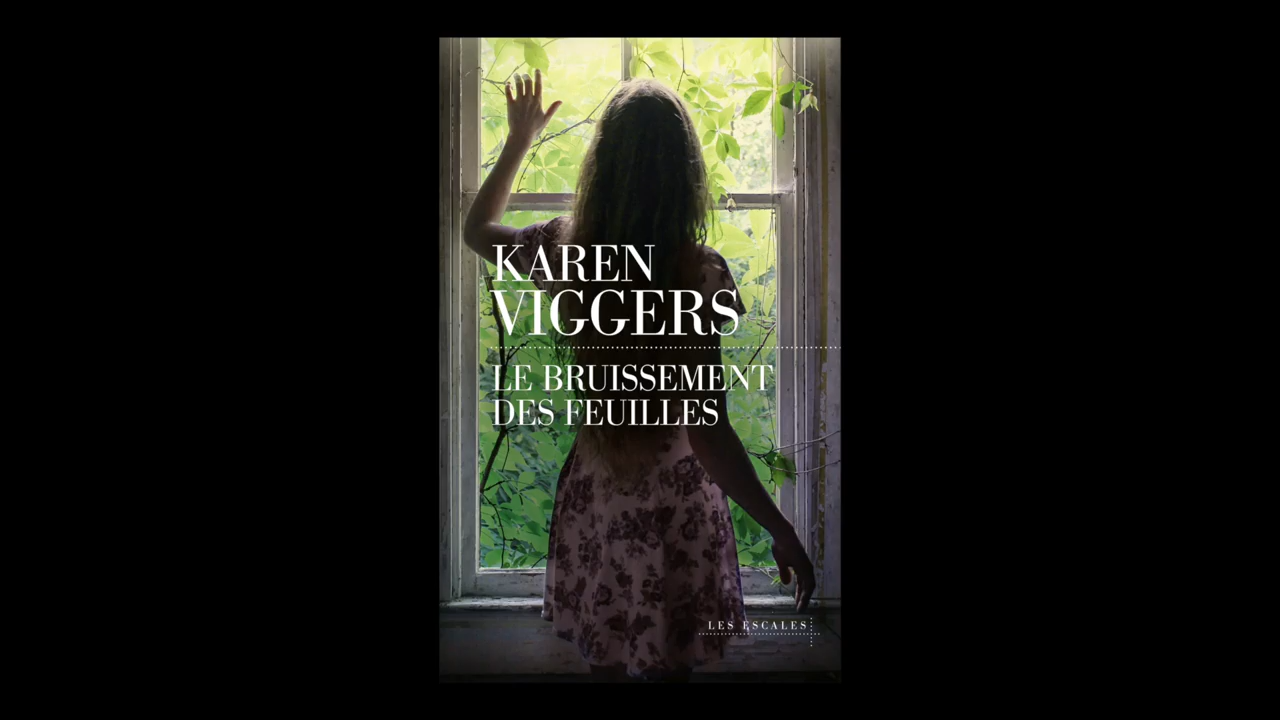 KAREN
VIGGERS
LE BRUISSEMENT
DES FEUILLES
LES ESCALES